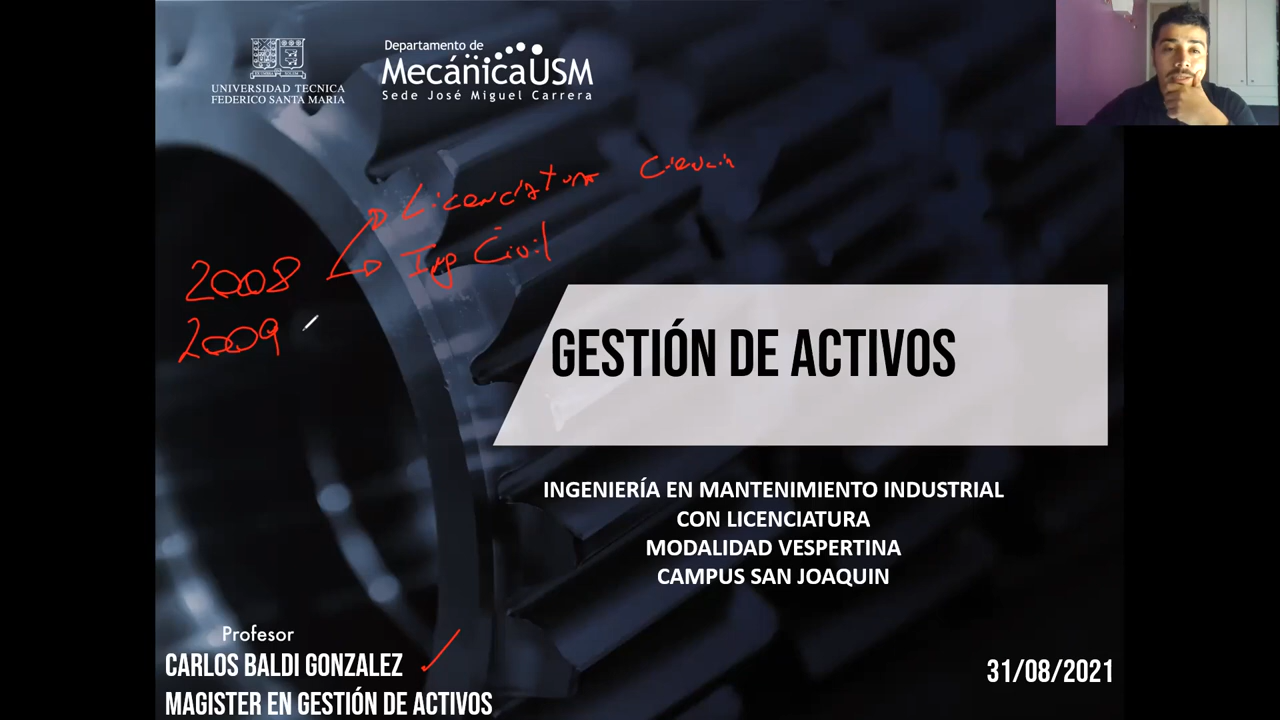 UNIVERSIDAD TECNICA
FEDERICO SANTA MARIA
Departamento de
MecánicaUSM
Sede José Miguel Carrera
Licenciatura
2008
Ing Civil
2009
GESTIÓN DE ACTIVOS
INGENIERÍA EN MANTENIMIENTO INDUSTRIAL
CON LICENCIATURA
MODALIDAD VESPERTINA
CAMPUS SAN JOAQUIN
Profesor
CARLOS BALDI GONZALEZ
MAGISTER EN GESTIÓN DE ACTIVOS
31/08/2021